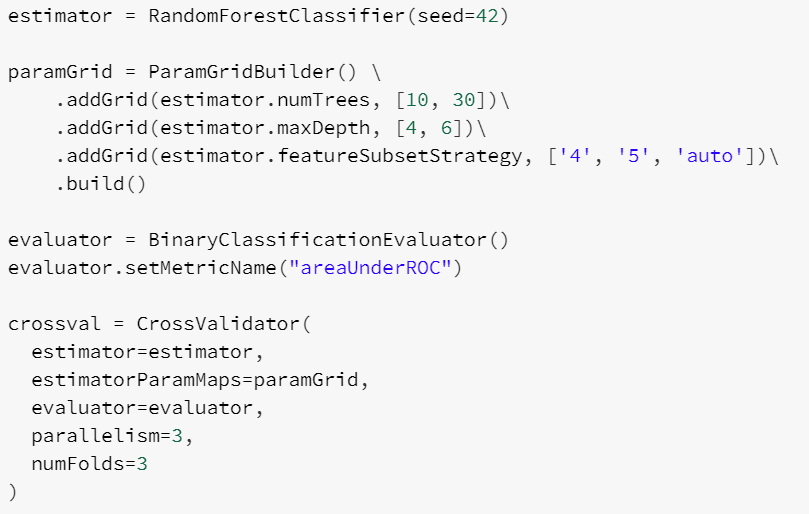 estimator = RandomForestClassifier(seed=42)

paramGrid = ParamGridBuilder() \
    .addGrid(estimator.numTrees, [10, 30])\
    .addGrid(estimator.maxDepth, [4, 6])\
    .addGrid(estimator.featureSubsetStrategy, ['4', '5', 'auto'])\
    .build()

evaluator = BinaryClassificationEvaluator()
evaluator.setMetricName("areaUnderROC")

crossval = CrossValidator(
  estimator=estimator,
  estimatorParamMaps=paramGrid,
  evaluator=evaluator,
  parallelism=3,
  numFolds=3
)